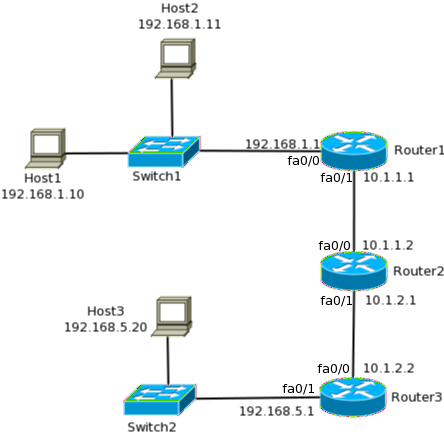 Host2
192.168.1.11
192.168.1.1
fa0/0
Router1
Switch1
Host1
192.168.1.10
fa0/1 10.1.1.1
fa0/0 10.1.1.2
Router2
fa0/1 10.1.2.1
Host3
192.168.5.20
fa0/0 10.1.2.2
fa0/1
Router3
192.168.5.1
Switch2